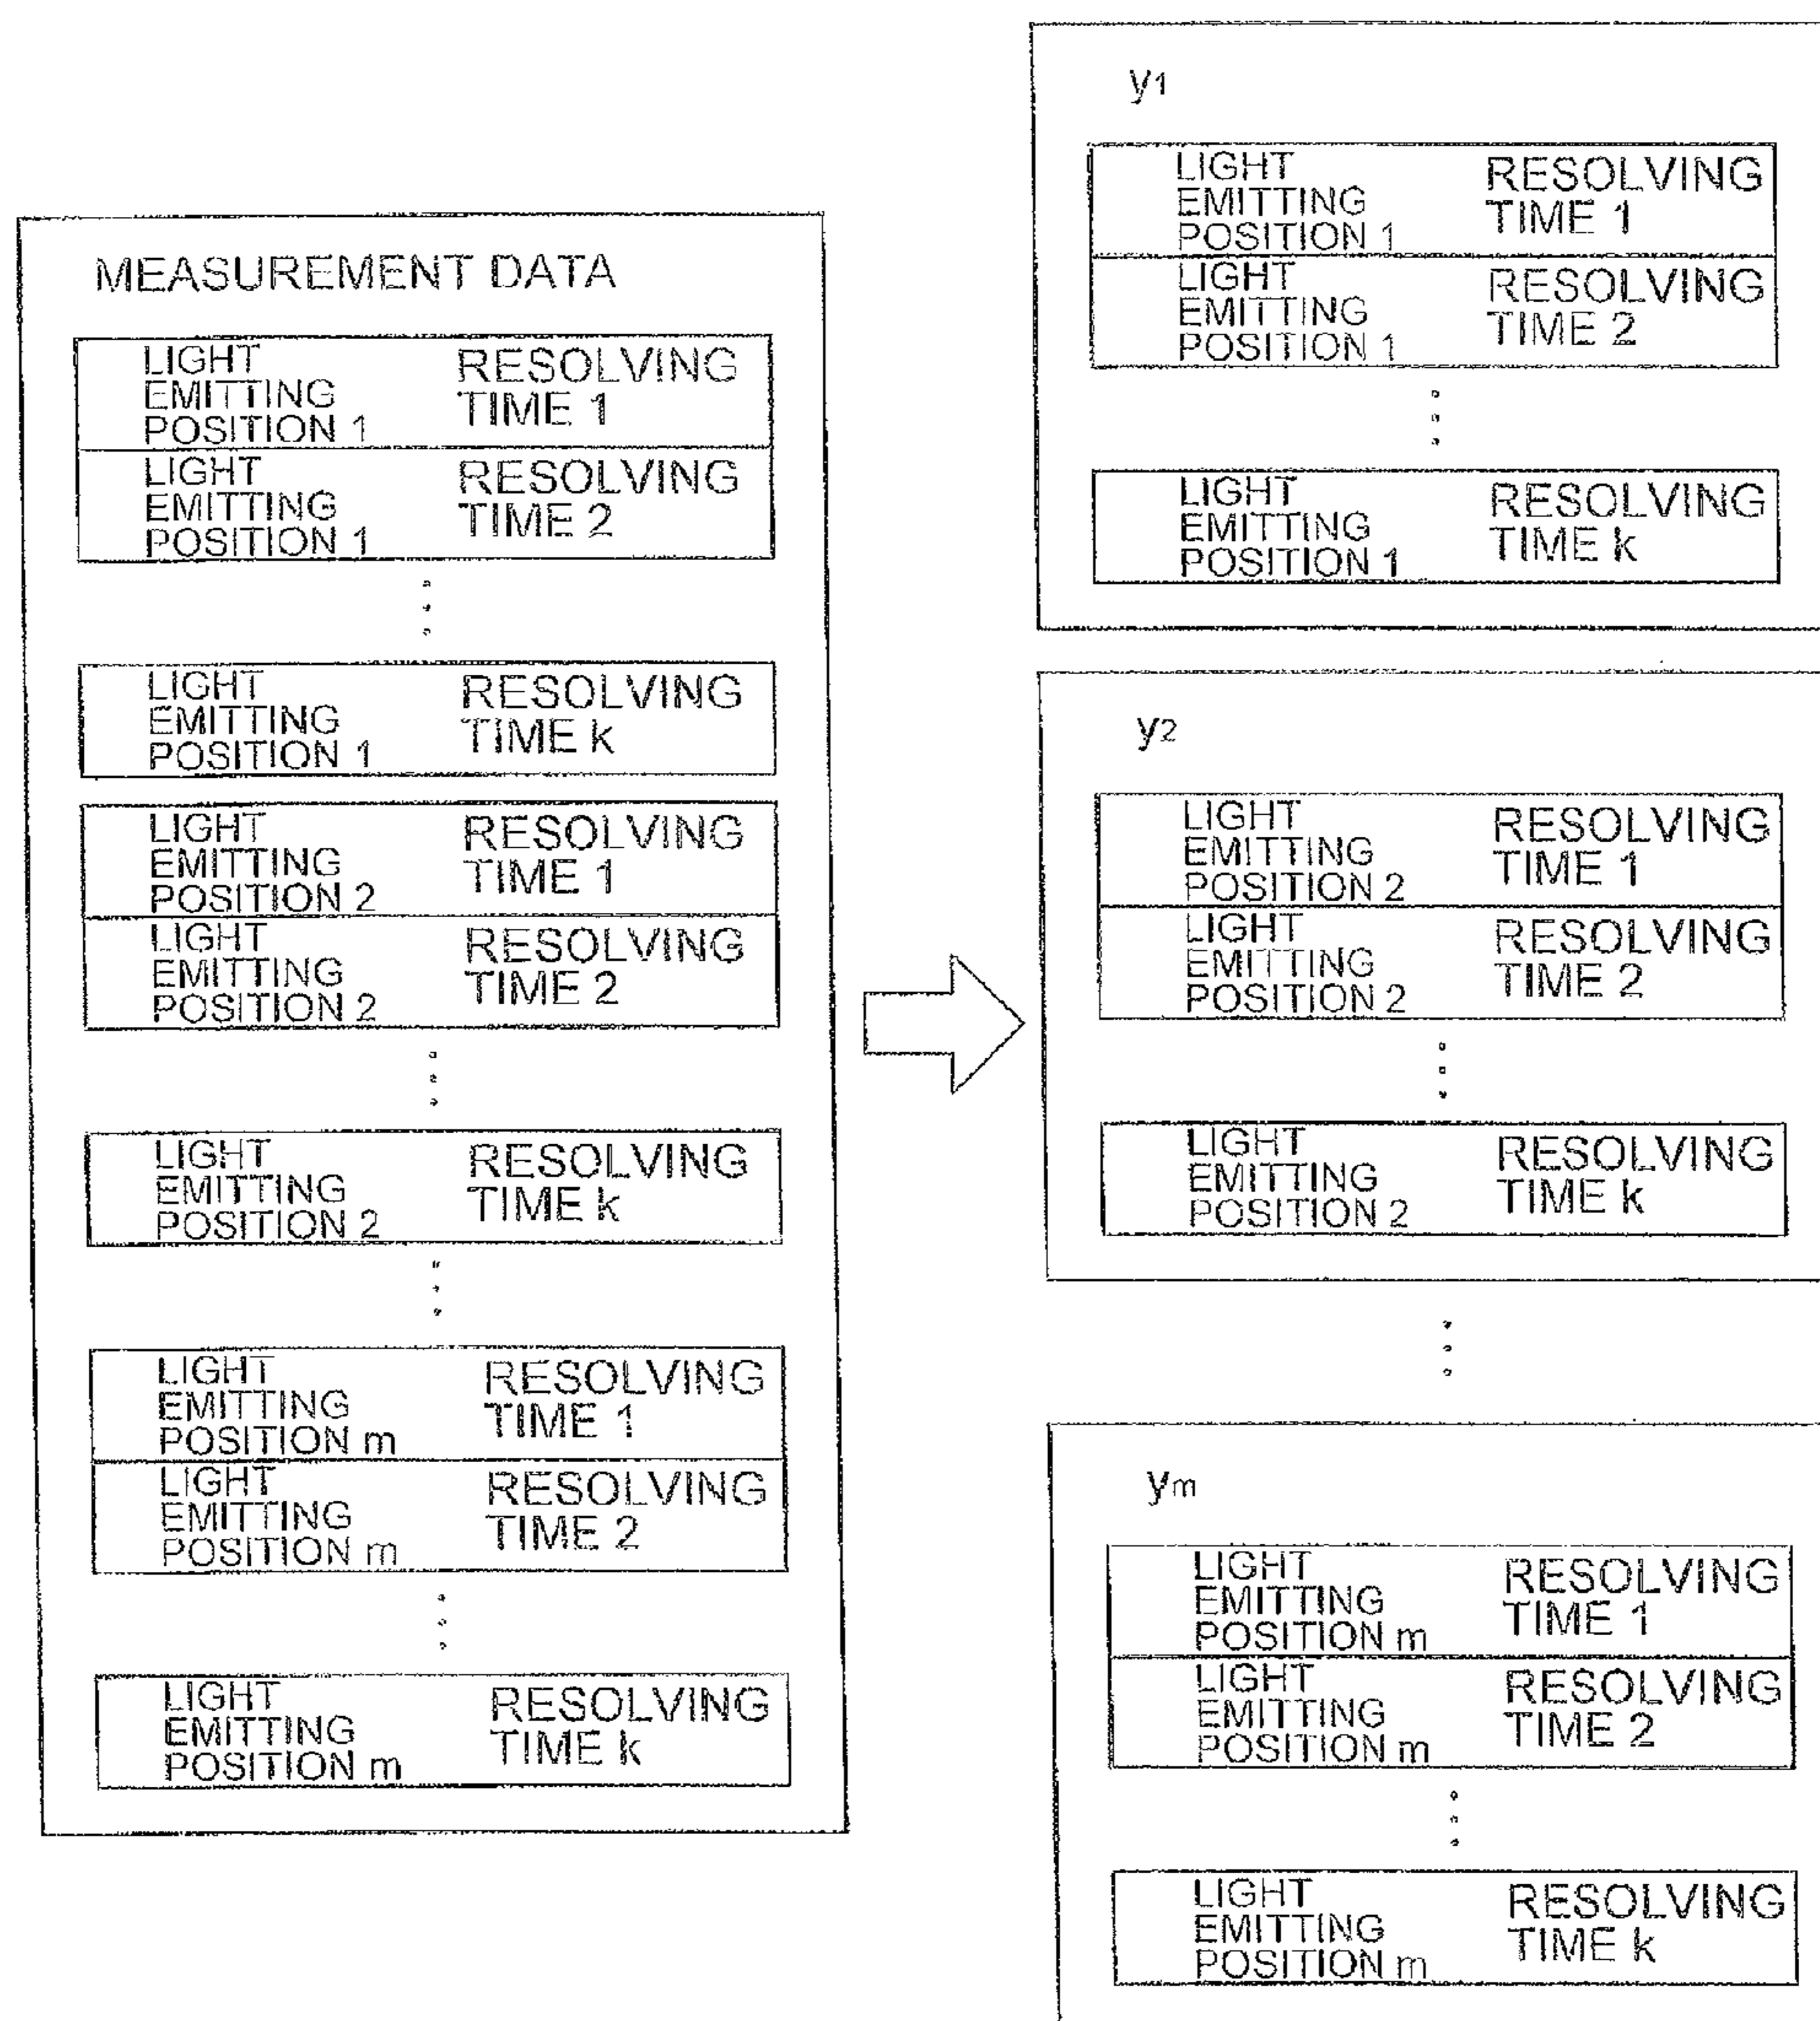 MEASUREMENT DATA
LIGHT
EMITTING
POSITION 1
RESOLVING
TIME 1
LIGHT
EMITTING
POSITION 1
RESOLVING
TIME 2
LIGHT
EMITTING
POSITION 1
RESOLVING
TIME k
LIGHT
EMITTING
POSITION 2
RESOLVING
TIME 1
LIGHT
EMITTING
POSITION 2
RESOLVING
TIME 2
LIGHT
EMITTING
POSITION 2
RESOLVING
TIME k
LIGHT
EMITTING
POSITION m
RESOLVING
TIME 1
LIGHT
EMITTING
POSITION m
RESOLVING
TIME 2
LIGHT
EMITTING
POSITION m
RESOLVING
TIME k
y1
LIGHT
EMITTING
POSITION 1
RESOLVING
TIME 1
LIGHT
EMITTING
POSITION 1
RESOLVING
TIME 2
LIGHT
EMITTING
POSITION 1
RESOLVING
TIME k
y2
LIGHT
EMITTING
POSITION 2
RESOLVING
TIME 1
LIGHT
EMITTING
POSITION 2
RESOLVING
TIME 2
LIGHT
EMITTING
POSITION 2
RESOLVING
TIME k
ym
LIGHT
EMITTING
POSITION m
RESOLVING
TIME 1
LIGHT
EMITTING
POSITION m
RESOLVING
TIME 2
LIGHT
EMITTING
POSITION m
RESOLVING
TIME k